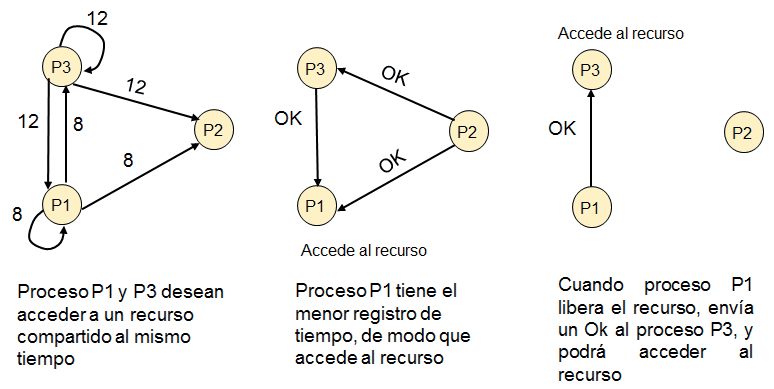 12
P3
12
12
8
P2
8
P1
8
Proceso P1 y P3 desean
acceder a un recurso
compartido al mismo
tiempo
P3
OK
OK
P2
OK
P1
Accede al recurso
Proceso P1 tiene el
menor registro de
tiempo, de modo que
accede al recurso
Accede al recurso
P3
OK
P2
P1
Cuando proceso P1
libera el recurso, envía
un Ok al proceso P3, y
podrá acceder al
recurso